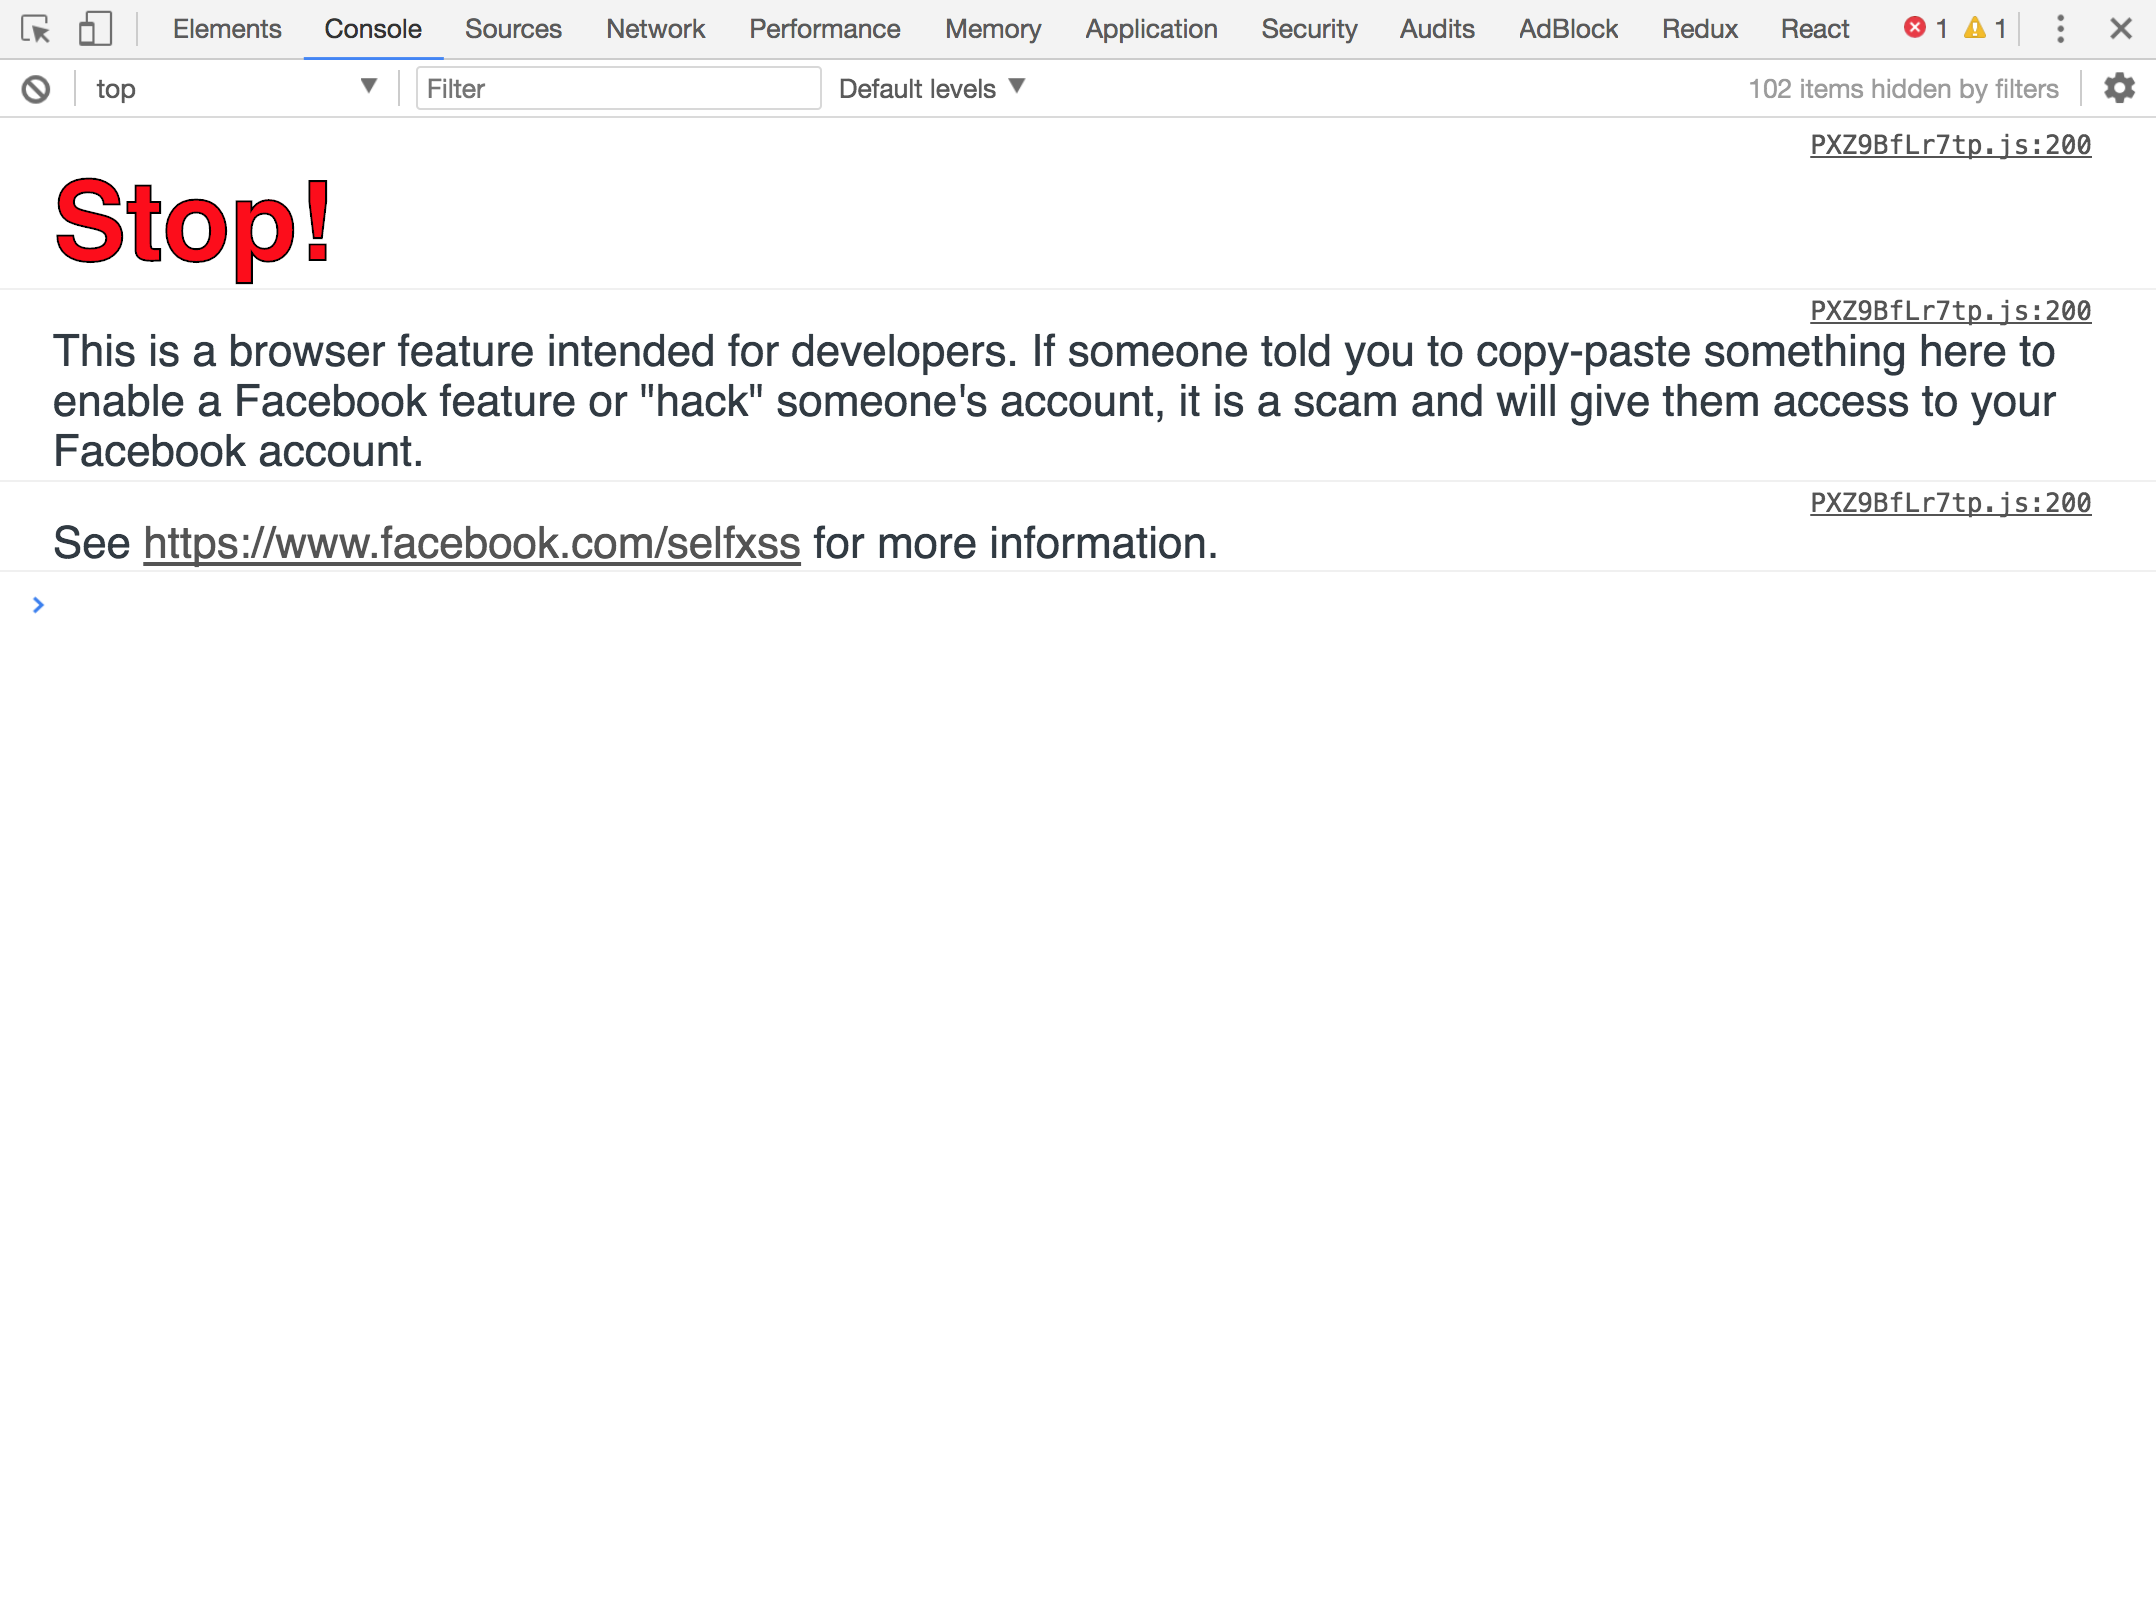 Elements Console Sources Network Performance Memory Application Security Audits AdBlock Redux React 1 1
top Filter Default levels 102 items hidden by filters
PXZ9BfLr7tp.js:200
Stop!
PXZ9BfLr7tp.js:200
This is a browser feature intended for developers. If someone told you to copy-paste something here to
enable a Facebook feature or "hack" someone's account, it is a scam and will give them access to your
Facebook account.
PXZ9BfLr7tp.js:200
See https://www.facebook.com/selfxss for more information.